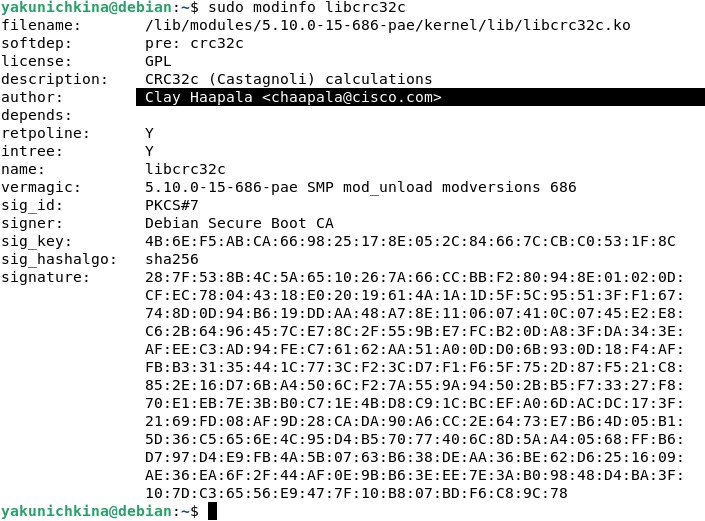 yakunichkina@debian:~$ sudo modinfo libcrc32c
filename:       /lib/modules/5.10.0-15-686-pae/kernel/lib/libcrc32c.ko
softdep:        pre: crc32c
license:        GPL
description:    CRC32c (Castagnoli) calculations
author:         Clay Haapala <chaapala@cisco.com>
depends:
retpoline:      Y
intree:         Y
name:           libcrc32c
vermagic:       5.10.0-15-686-pae SMP mod_unload modversions 686
sig_id:         PKCS#7
signer:         Debian Secure Boot CA
sig_key:        4B:6E:F5:AB:CA:66:98:25:17:8E:05:2C:84:66:7C:CB:C0:53:1F:8C
sig_hashalgo:   sha256
signature:      28:7F:53:8B:4C:5A:65:10:26:7A:66:CC:BB:F2:80:94:8E:01:02:0D:
                CF:EC:78:04:43:18:E0:20:19:61:4A:1A:1D:5F:5C:95:51:3F:F1:67:
                74:8D:0D:94:B6:19:DD:AA:48:A7:8E:11:06:07:41:0C:07:45:E2:E8:
                C6:2B:64:96:45:7C:E7:8C:2F:55:9B:E7:FC:B2:0D:A8:3F:DA:34:3E:
                AF:EE:C3:AD:94:FE:C7:61:62:AA:51:A0:0D:D0:6B:93:0D:18:F4:AF:
                FB:B3:31:35:44:1C:77:3C:F2:3C:D7:F1:F6:5F:75:2D:87:F5:21:C8:
                85:2E:16:D7:6B:A4:50:6C:F2:7A:55:9A:94:50:2B:B5:F7:33:27:F8:
                70:E1:EB:7E:3B:B0:C7:1E:4B:D8:C9:1C:BC:EF:A0:6D:AC:DC:17:3F:
                21:69:FD:08:AF:9D:28:CA:DA:90:A6:CC:2E:64:73:E7:B6:4D:05:B1:
                5D:36:C5:65:6E:4C:95:D4:B5:70:77:40:6C:8D:5A:A4:05:68:FF:B6:
                D7:97:D4:E9:FB:4A:5B:07:63:B6:38:DE:AA:36:BE:62:D6:25:16:09:
                AE:36:EA:6F:2F:44:AF:0E:9B:B6:3E:EE:7E:3A:B0:98:48:D4:BA:3F:
                10:7D:C3:65:56:E9:47:7F:10:B8:07:BD:F6:C8:9C:78
yakunichkina@debian:~$